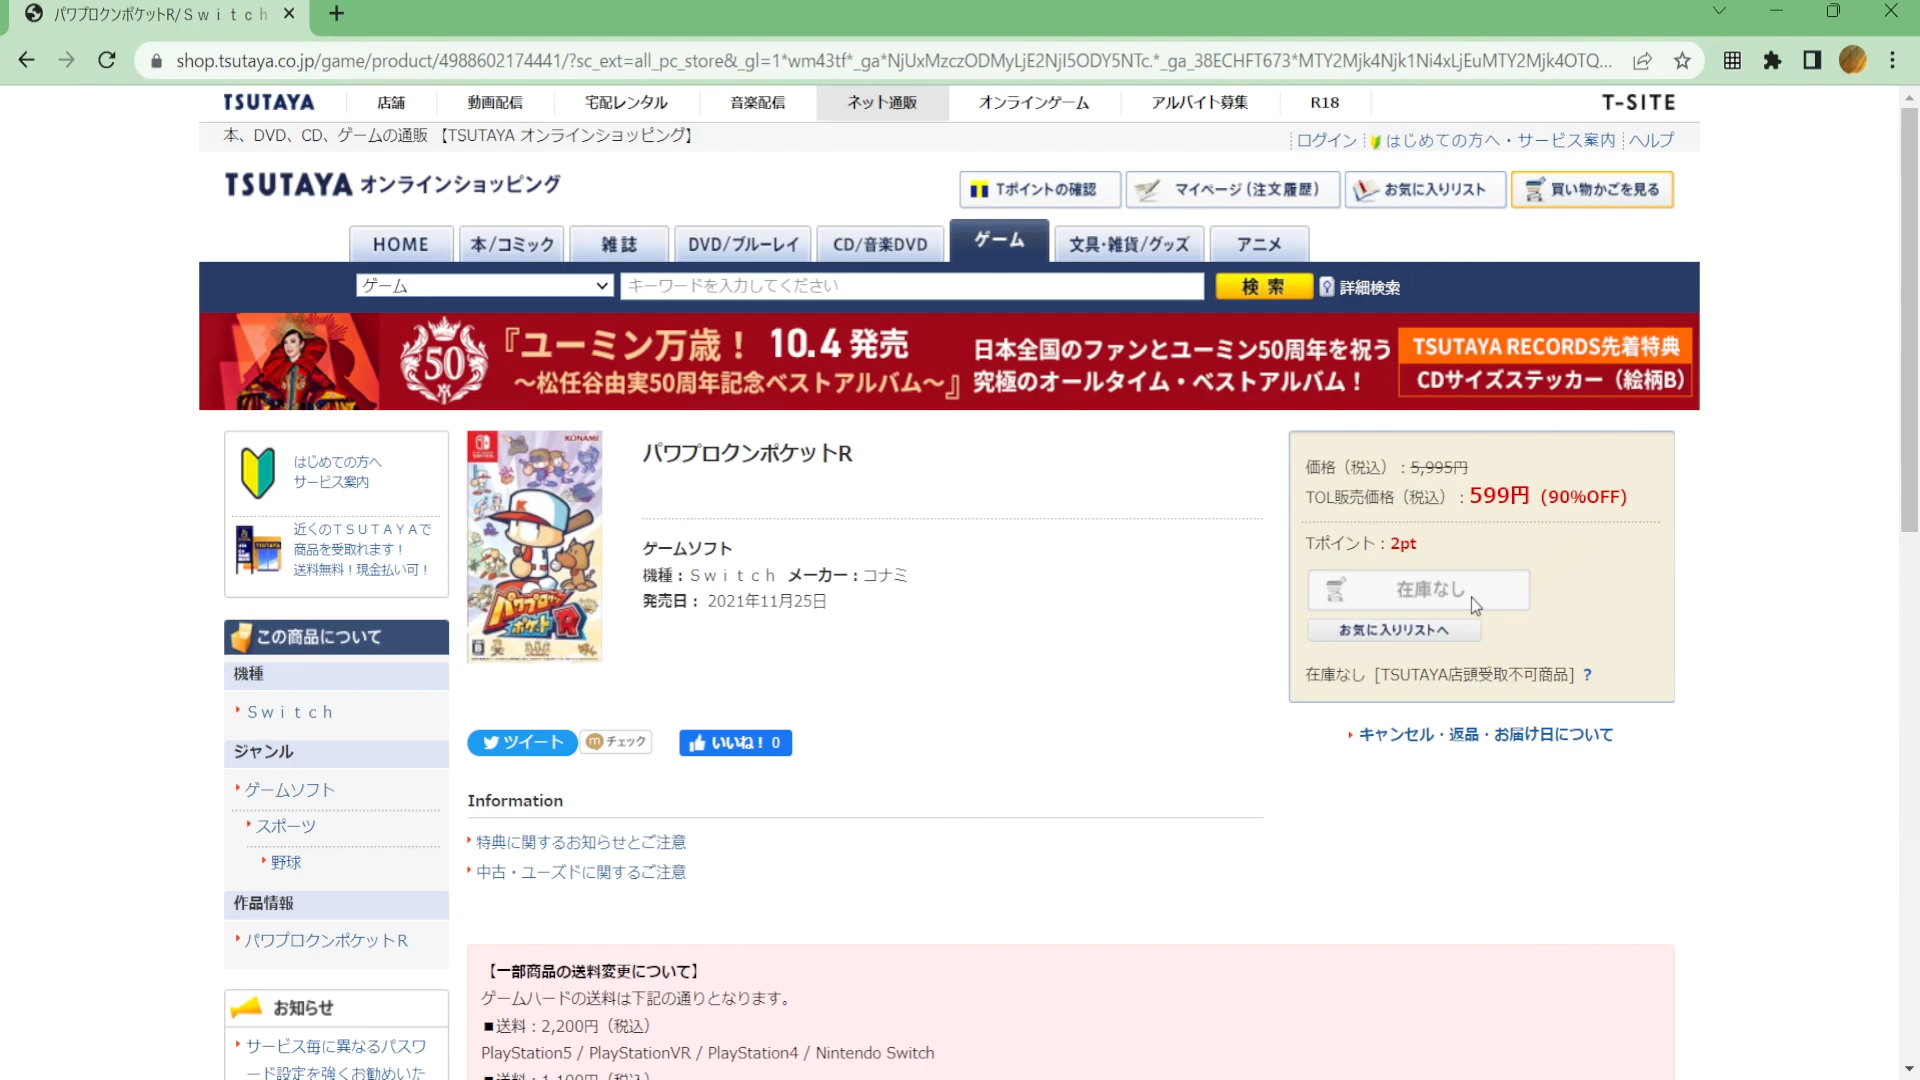 パワプロクンポケットR/Ｓｗｉｔｃｈ
shop.tsutaya.co.jp/game/product/4988602174441/?sc_ext=all_pc_store&_gl=1*wm43tf*_ga*NjUxMzczODMyLjE2NjI5ODY5NTc.*_ga_38ECHFT673*MTY2Mjk4Njk1Ni4xLjEuMTY2Mjk4OTQ...
TSUTAYA 店舗 動画配信 宅配レンタル 音楽配信 ネット通販 オンラインゲーム アルバイト募集 R18 T-SITE
本、DVD、CD、ゲームの通販 【TSUTAYA オンラインショッピング】
ログイン はじめての方へ・サービス案内 ヘルプ
TSUTAYA オンラインショッピング
Tポイントの確認 マイページ（注文履歴） お気に入りリスト 買い物かごを見る
HOME 本/コミック 雑誌 DVD/ブルーレイ CD/音楽DVD ゲーム 文具・雑貨/グッズ アニメ
ゲーム キーワードを入力してください 検索 詳細検索
50
『ユーミン万歳！ 10.4 発売
～松任谷由実50周年記念ベストアルバム～』
日本全国のファンとユーミン50周年を祝う
究極のオールタイム・ベストアルバム！
TSUTAYA RECORDS先着特典
CDサイズステッカー（絵柄B）
はじめての方へ
サービス案内
近くのＴＳＵＴＡＹＡで
商品を受取れます！
送料無料！現金払い可！
この商品について
機種
Ｓｗｉｔｃｈ
ジャンル
ゲームソフト
スポーツ
野球
作品情報
パワプロクンポケットＲ
お知らせ
サービス毎に異なるパスワ
ード設定を強くお勧めいた
KONAMI
パワプロクンポケットR
パワプロクンポケットR
ゲームソフト
機種：Ｓｗｉｔｃｈ メーカー：コナミ
発売日： 2021年11月25日
ツイート チェック いいね！ 0
Information
特典に関するお知らせとご注意
中古・ユーズドに関するご注意
価格（税込）：5,995円
TOL販売価格（税込）：599円（90%OFF）
Tポイント：2pt
在庫なし
お気に入りリストへ
在庫なし［TSUTAYA店頭受取不可商品］?
キャンセル・返品・お届け日について
【一部商品の送料変更について】
ゲームハードの送料は下記の通りとなります。
■送料：2,200円（税込）
PlayStation5 / PlayStationVR / PlayStation4 / Nintendo Switch
■送料：1,100円（税込）